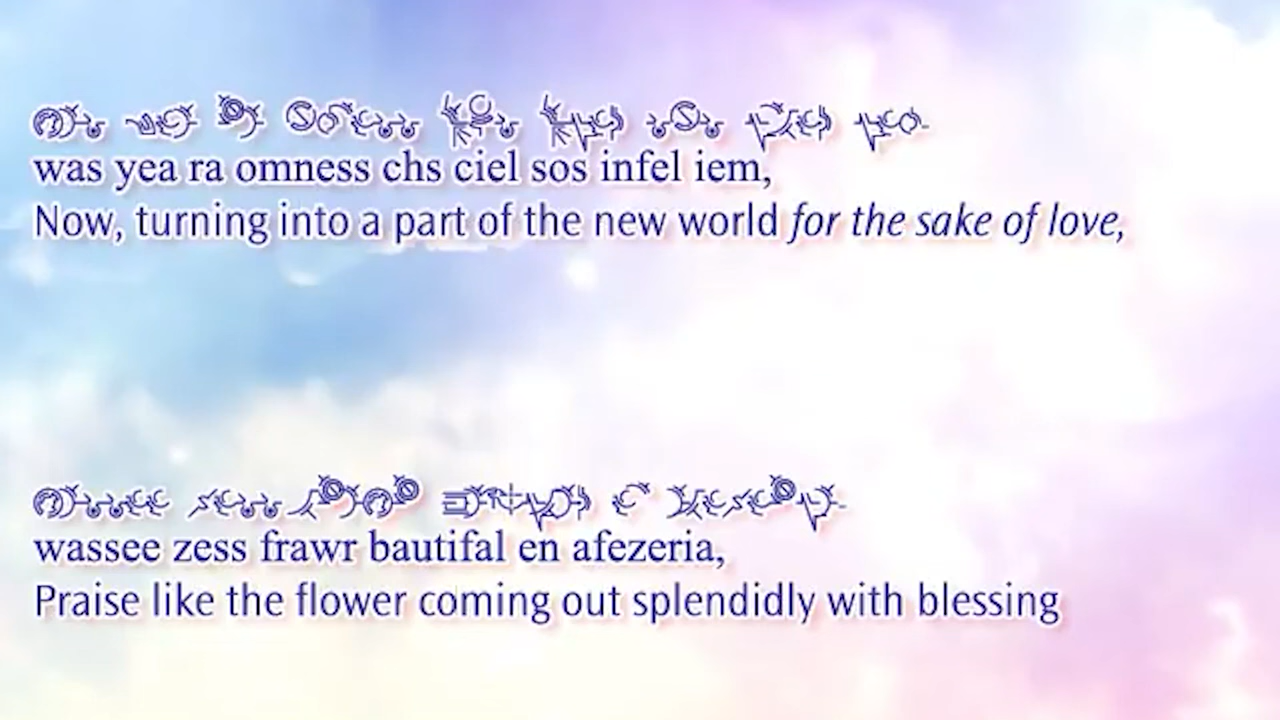 was yea ra omness chs ciel sos infel iem,
Now, turning into a part of the new world for the sake of love,
wassee zess frawr bautifal en afezeria,
Praise like the flower coming out splendidly with blessing